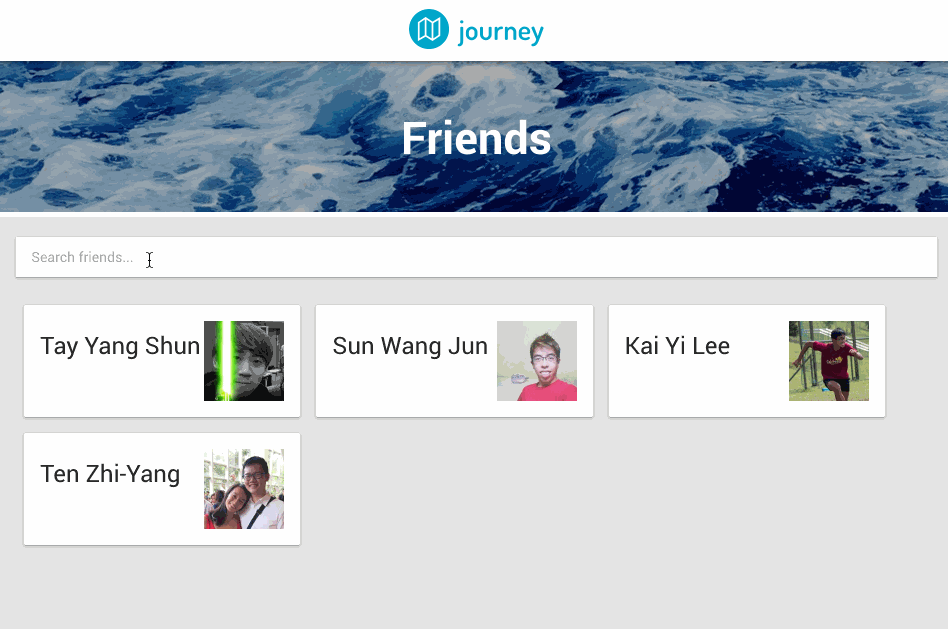 journey
Friends
Search friends...
Tay Yang Shun
Sun Wang Jun
Kai Yi Lee
Ten Zhi-Yang